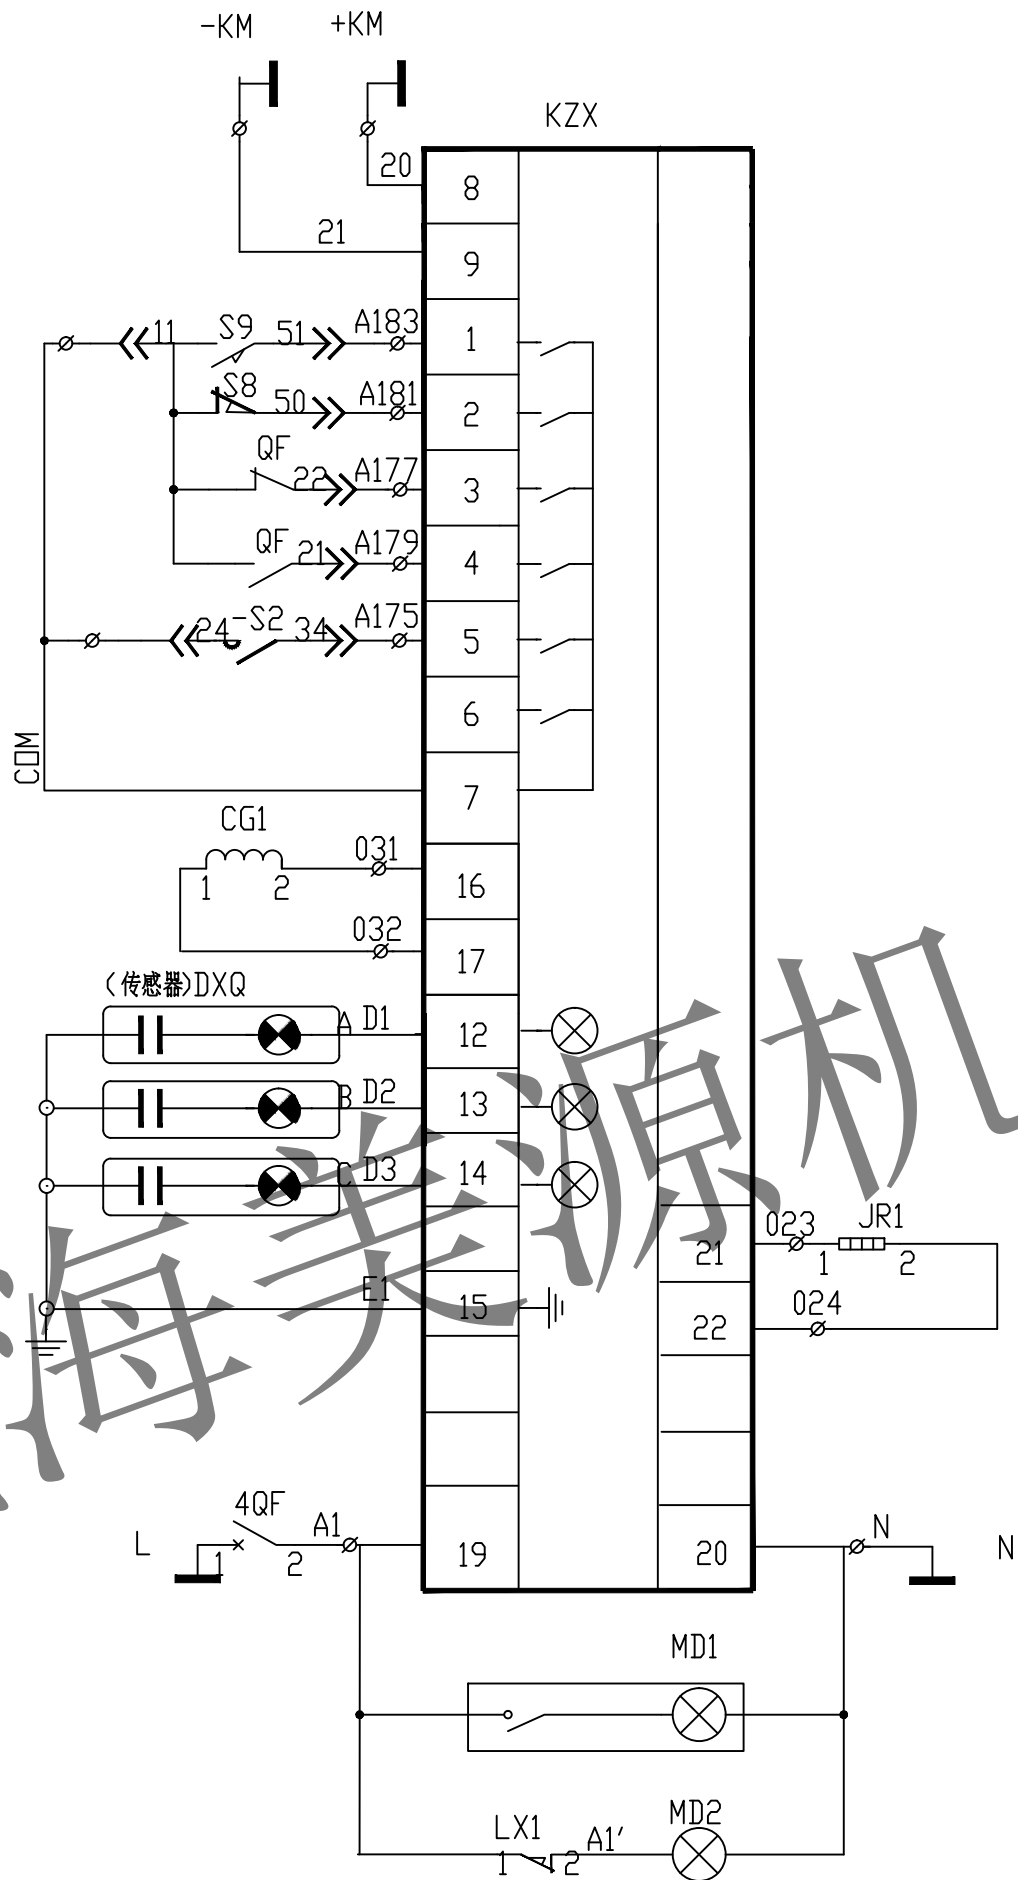 -KM +KM
KZX
20
8
21
9
11 S9 51 A183
1
S8 50 A181
2
QF 22 A177
3
QF 21 A179
4
24 -S2 34 A175
5
6
COM
7
CG1
1 2 031
16
032
17
(传感器)DXQ
A D1
12
B D2
13
C D3
14
023 JR1
21
1 2
E1
15
024
22
L 4QF A1
1 2
19
20
N
N
MD1
LX1 MD2
1 2 A1'
海美源机